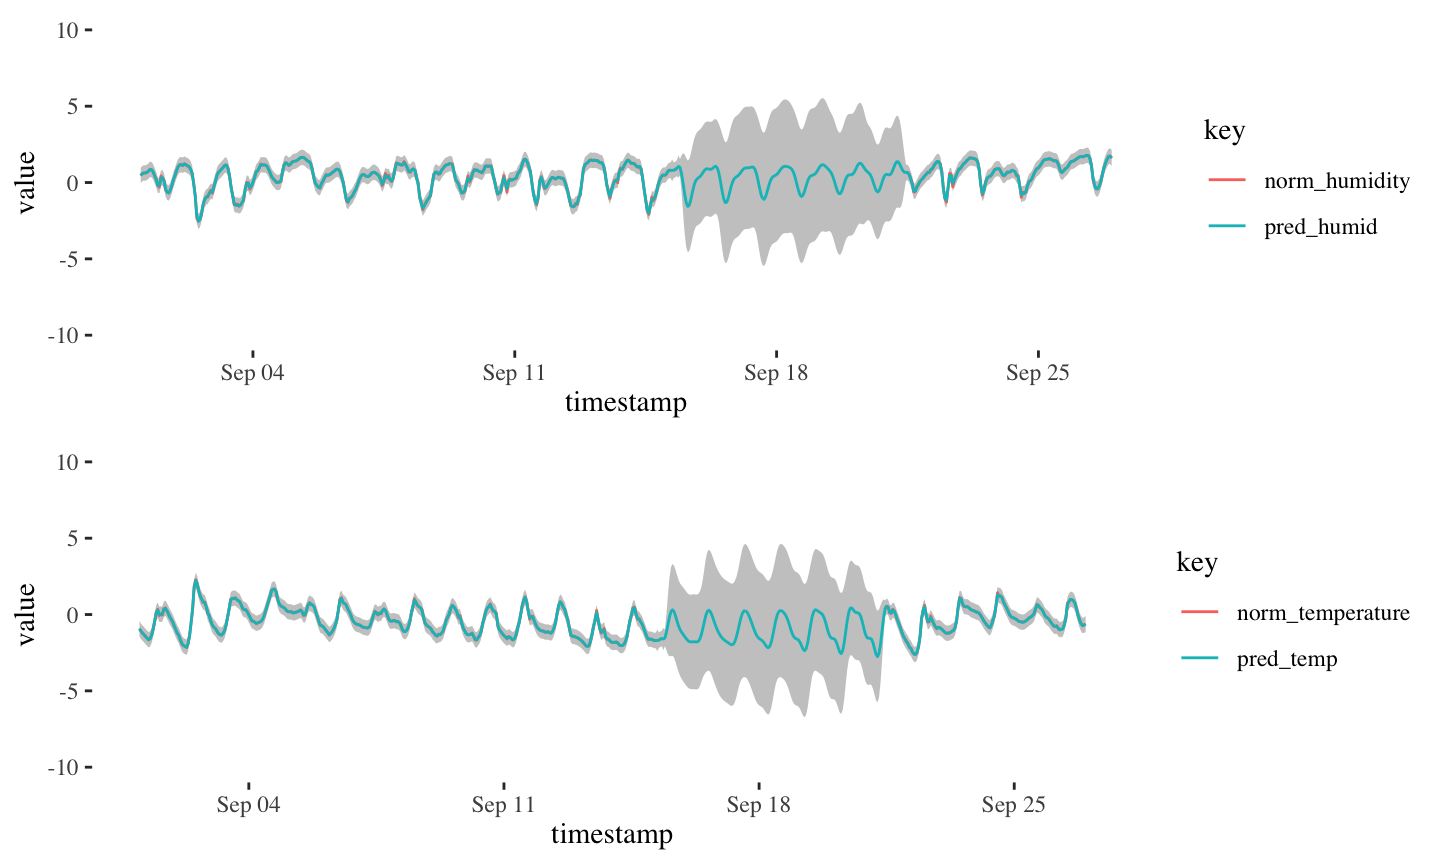 10
5
0
-5
-10
value
Sep 04
Sep 11
Sep 18
Sep 25
timestamp
key
norm_humidity
pred_humid
10
5
0
-5
-10
value
Sep 04
Sep 11
Sep 18
Sep 25
timestamp
key
norm_temperature
pred_temp